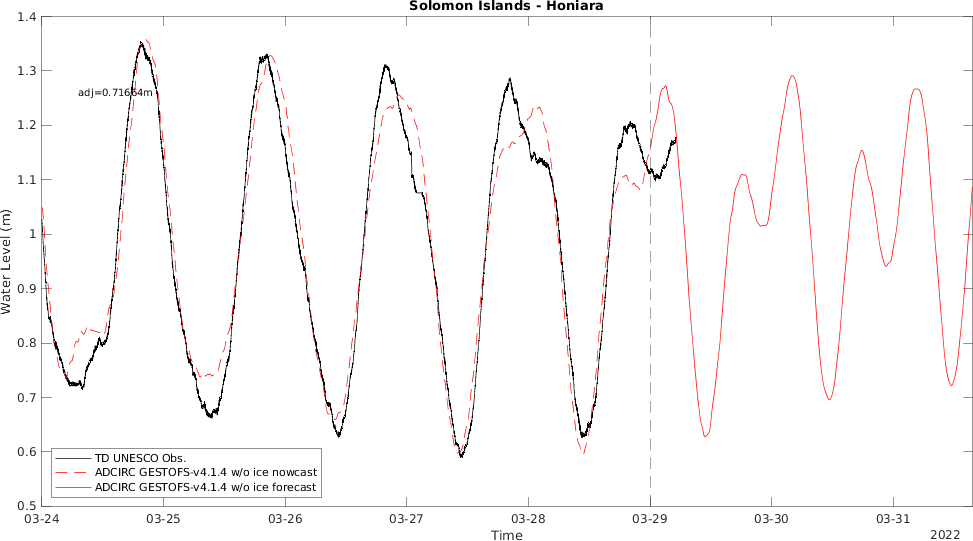 Solomon Islands - Honiara
1.4
1.3
adj=0.71664m
1.2
1.1
1
0.9
0.8
0.7
0.6
0.5
Water Level (m)
TD UNESCO Obs.
ADCIRC GESTOFS-v4.1.4 w/o ice nowcast
ADCIRC GESTOFS-v4.1.4 w/o ice forecast
03-24 03-25 03-26 03-27 03-28 03-29 03-30 03-31
Time
2022